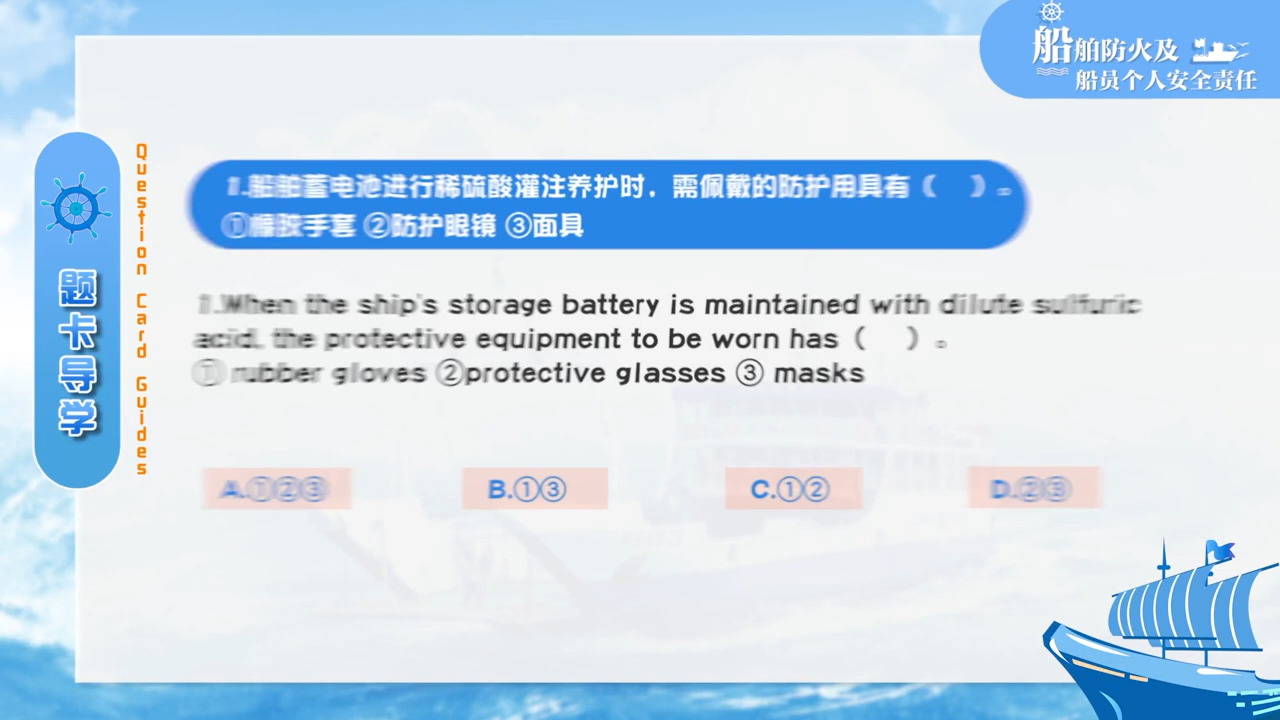 船舶防火及
船员个人安全责任
题卡导学
Question Card Guides
1.船舶蓄电池进行稀硫酸灌注养护时，需佩戴的防护用具有（ ）。
①橡胶手套 ②防护眼镜 ③面具
1.When the ship's storage battery is maintained with dilute sulfuric
acid, the protective equipment to be worn has（ ）。
① rubber gloves ②protective glasses ③ masks
A.①②③
B.①③
C.①②
D.②③